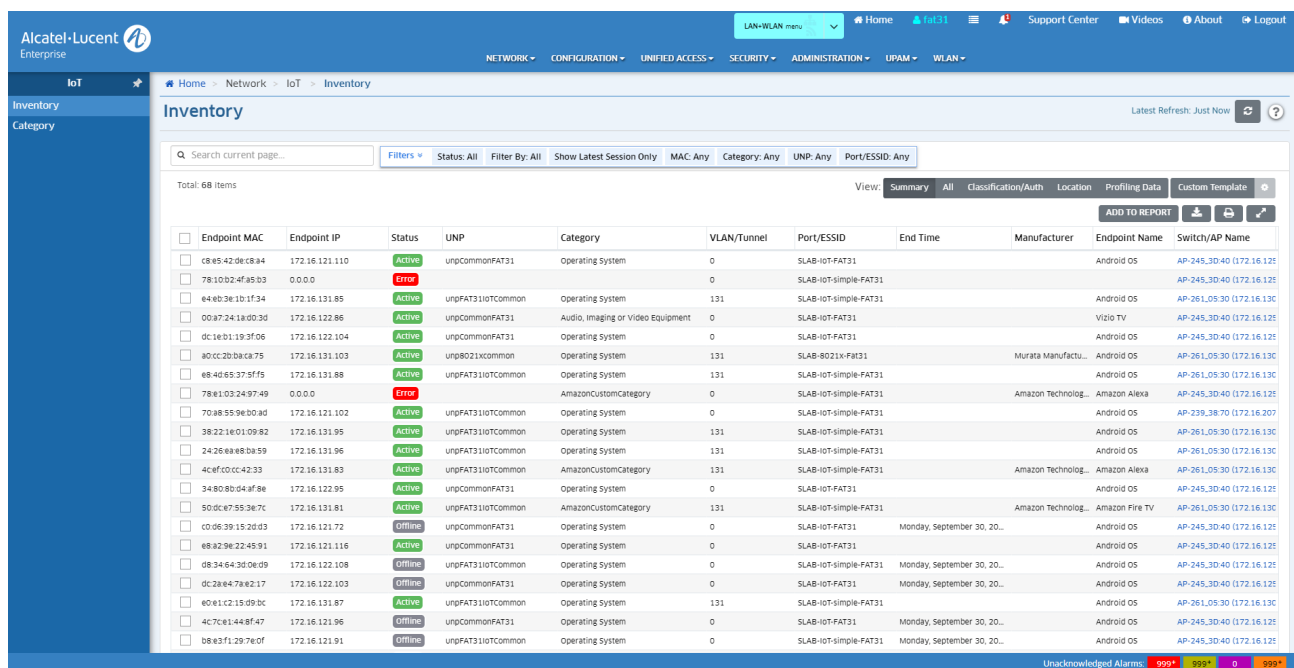 Alcatel·Lucent
Enterprise
LAN+WLAN menu
Home fat31 Support Center Videos About Logout
NETWORK CONFIGURATION UNIFIED ACCESS SECURITY ADMINISTRATION UPAM WLAN
IoT
Inventory
Category
Home > Network > IoT > Inventory
Inventory
Latest Refresh: Just Now ?
Search current page...
Filters Status: All Filter By: All Show Latest Session Only MAC: Any Category: Any UNP: Any Port/ESSID: Any
Total: 68 items
View: Summary All Classification/Auth Location Profiling Data Custom Template
ADD TO REPORT
Endpoint MAC Endpoint IP Status UNP Category VLAN/Tunnel Port/ESSID End Time Manufacturer Endpoint Name Switch/AP Name
c8:e5:42:de:c8:a4 172.16.121.110 Active unpCommonFAT31 Operating System 0 SLAB-IoT-FAT31 Android OS AP-245_3D:40 (172.16.125
78:10:b2:4f:a5:b3 0.0.0.0 Error 0 SLAB-IoT-simple-FAT31 AP-245_3D:40 (172.16.125
e4:eb:3e:1b:1f:34 172.16.131.85 Active unpFAT31IoTCommon Operating System 131 SLAB-IoT-simple-FAT31 Android OS AP-261_05:30 (172.16.130
00:a7:24:1a:d0:3d 172.16.122.86 Active unpCommonFAT31 Audio, Imaging or Video Equipment 0 SLAB-IoT-FAT31 Vizio TV AP-245_3D:40 (172.16.125
dc:1e:b1:19:3f:06 172.16.122.104 Active unpCommonFAT31 Operating System 0 SLAB-IoT-FAT31 Android OS AP-245_3D:40 (172.16.125
a0:cc:2b:ba:ca:75 172.16.131.103 Active unp8021xcommon Operating System 131 SLAB-8021x-Fat31 Murata Manufactu... Android OS AP-261_05:30 (172.16.130
e8:4d:65:37:5f:f5 172.16.131.88 Active unpFAT31IoTCommon Operating System 131 SLAB-IoT-simple-FAT31 Android OS AP-261_05:30 (172.16.130
78:e1:03:24:97:49 0.0.0.0 Error AmazonCustomCategory 0 SLAB-IoT-simple-FAT31 Amazon Technolog... Amazon Alexa AP-245_3D:40 (172.16.125
70:a8:55:9e:b0:ad 172.16.121.102 Active unpFAT31IoTCommon Operating System 0 SLAB-IoT-simple-FAT31 Android OS AP-239_38:70 (172.16.207
38:22:1e:01:09:82 172.16.131.95 Active unpFAT31IoTCommon Operating System 131 SLAB-IoT-simple-FAT31 Android OS AP-261_05:30 (172.16.130
24:26:ea:e8:ba:59 172.16.131.96 Active unpFAT31IoTCommon Operating System 131 SLAB-IoT-simple-FAT31 Android OS AP-261_05:30 (172.16.130
4c:ef:c0:cc:42:33 172.16.131.83 Active unpFAT31IoTCommon AmazonCustomCategory 131 SLAB-IoT-simple-FAT31 Amazon Technolog... Amazon Alexa AP-261_05:30 (172.16.130
34:80:8b:d4:af:8e 172.16.122.95 Active unpCommonFAT31 Operating System 0 SLAB-IoT-FAT31 Android OS AP-245_3D:40 (172.16.125
50:dc:e7:55:3e:7c 172.16.131.81 Active unpFAT31IoTCommon AmazonCustomCategory 131 SLAB-IoT-simple-FAT31 Amazon Technolog... Amazon Fire TV AP-261_05:30 (172.16.130
c0:d6:39:15:2d:d3 172.16.121.72 Offline unpCommonFAT31 Operating System 0 SLAB-IoT-FAT31 Monday, September 30, 20... Android OS AP-245_3D:40 (172.16.125
e8:a2:9e:22:45:91 172.16.121.116 Active unpCommonFAT31 Operating System 0 SLAB-IoT-FAT31 Android OS AP-245_3D:40 (172.16.125
d8:34:64:3d:0e:d9 172.16.122.108 Offline unpCommonFAT31 Operating System 0 SLAB-IoT-FAT31 Monday, September 30, 20... Android OS AP-245_3D:40 (172.16.125
dc:2a:e4:7a:e2:17 172.16.122.103 Offline unpCommonFAT31 Operating System 0 SLAB-IoT-FAT31 Monday, September 30, 20... Android OS AP-245_3D:40 (172.16.125
e0:e1:c2:15:d9:bc 172.16.131.87 Active unpFAT31IoTCommon Operating System 131 SLAB-IoT-simple-FAT31 Android OS AP-261_05:30 (172.16.130
4c:7c:e1:44:8f:47 172.16.121.96 Offline unpCommonFAT31 Operating System 0 SLAB-IoT-FAT31 Monday, September 30, 20... Android OS AP-245_3D:40 (172.16.125
b8:e3:f1:29:7e:0f 172.16.121.91 Offline unpFAT31IoTCommon Operating System 0 SLAB-IoT-simple-FAT31 Monday, September 30, 20... Android OS AP-245_3D:40 (172.16.125
Unacknowledged Alarms: 999+ 999+ 0 999+